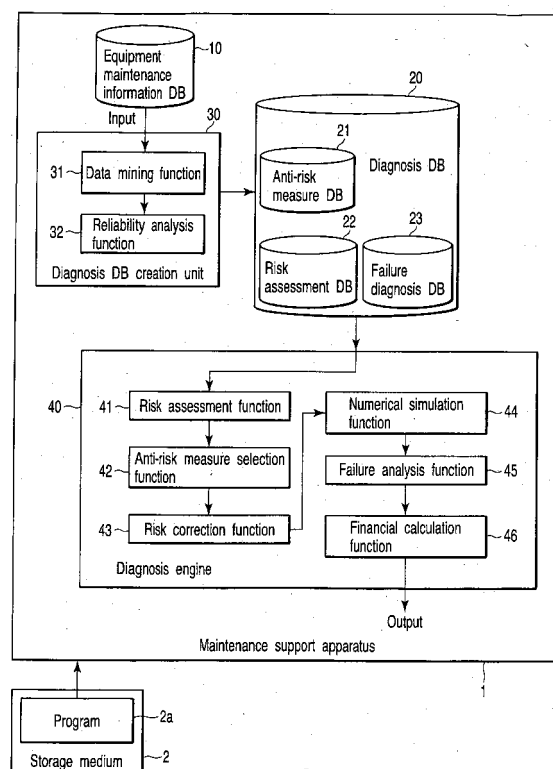 10
Equipment
maintenance
information DB
20
Input
30
21
31
Data mining function
Diagnosis DB
Anti-risk
measure DB
32
Reliability analysis
function
22
23
Diagnosis DB creation unit
Risk
assessment DB
Failure
diagnosis DB
40
41
Risk assessment function
Numerical simulation
function
44
42
Anti-risk measure selection
function
Failure analysis function
45
43
Risk correction function
Financial calculation
function
46
Diagnosis engine
Output
Maintenance support apparatus
1
Program
2a
Storage medium
2